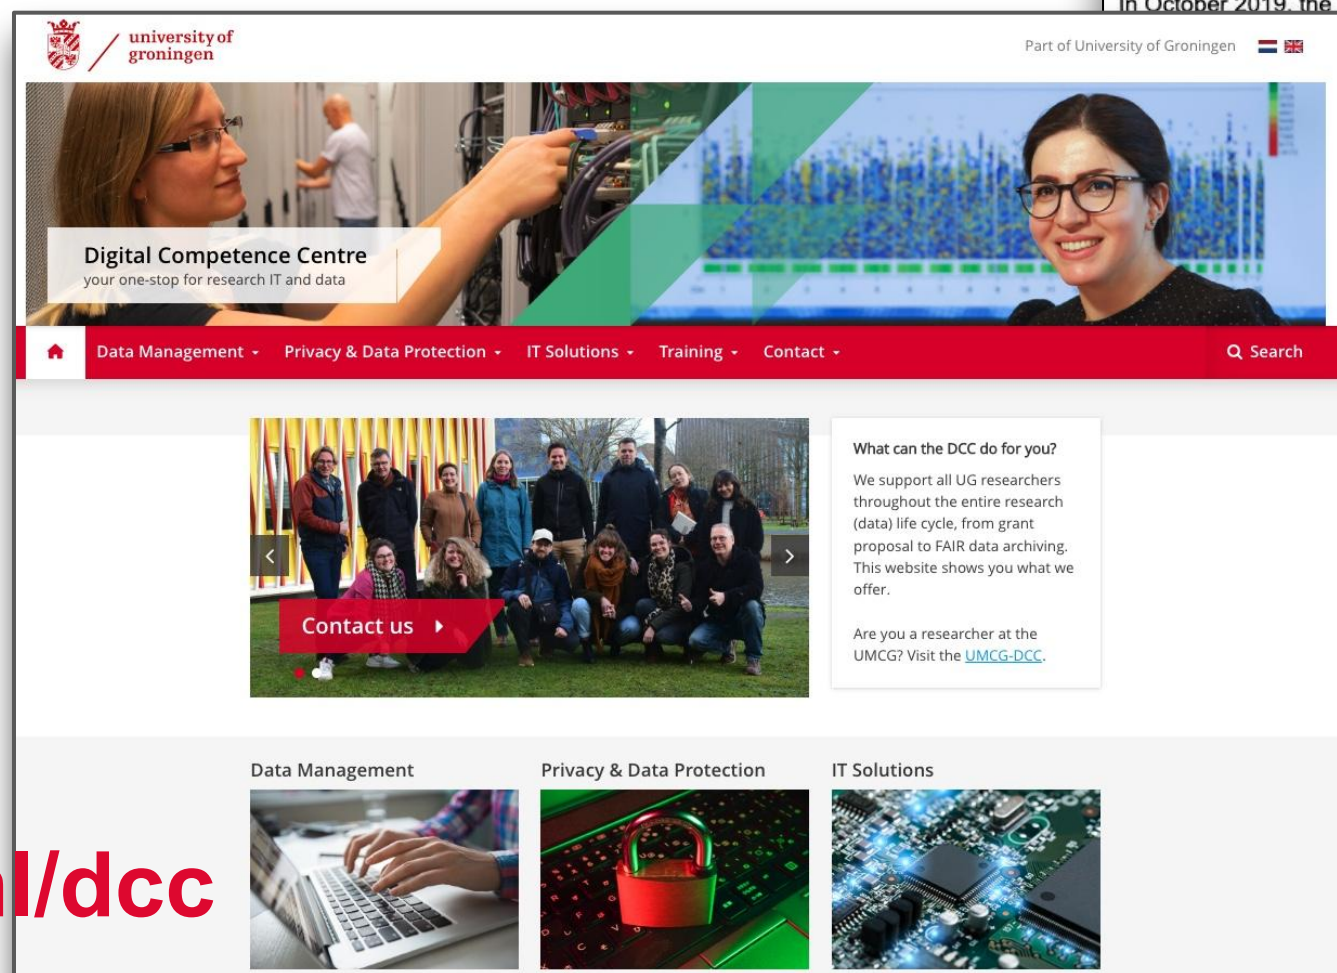 In October 2019, the
university of
groningen
Part of University of Groningen
Digital Competence Centre
your one-stop for research IT and data
Data Management
Privacy & Data Protection
IT Solutions
Training
Contact
Search
What can the DCC do for you?
We support all UG researchers
throughout the entire research
(data) life cycle, from grant
proposal to FAIR data archiving.
This website shows you what we
offer.
Are you a researcher at the
UMCG? Visit the UMCG-DCC.
Contact us
Data Management
Privacy & Data Protection
IT Solutions
l/dcc